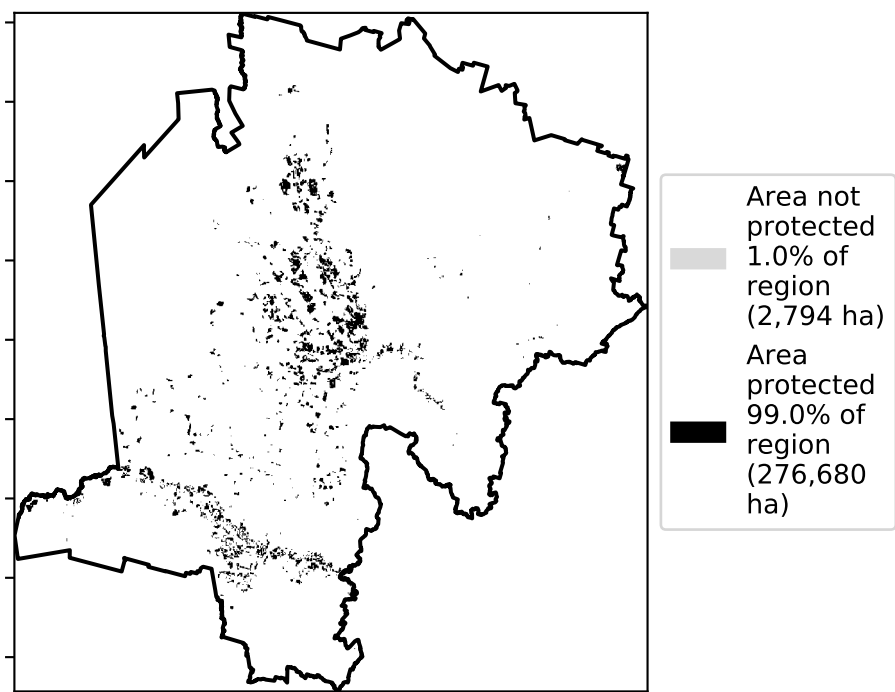 Area not
protected
1.0% of
region
(2,794 ha)
Area
protected
99.0% of
region
(276,680
ha)